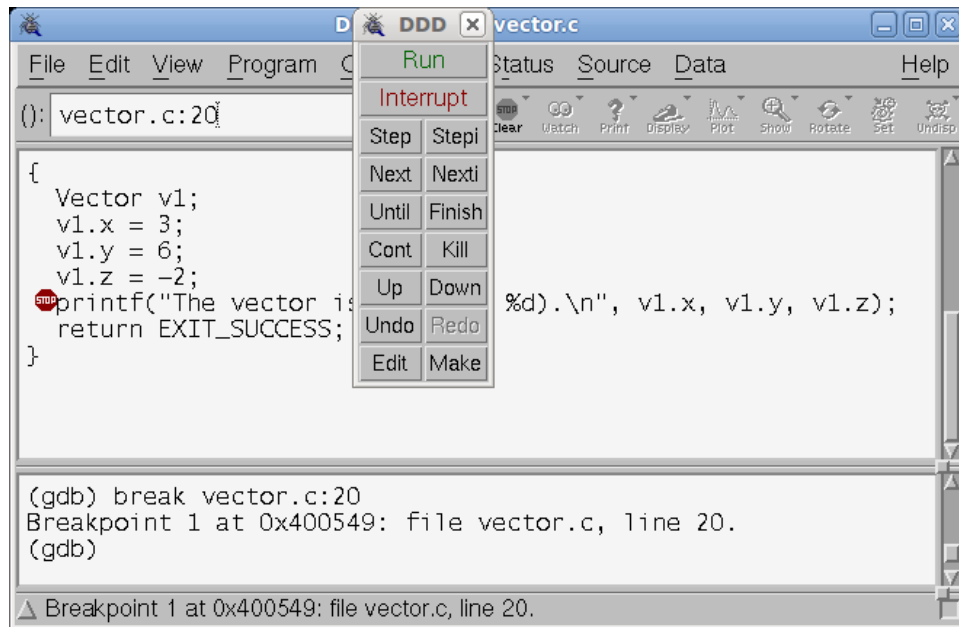 D DDD vector.c
File Edit View Program C Status Source Data Help
(): vector.c:20 STOP Clear Watch Print Display Plot Show Rotate Set Undisp
Run
Interrupt
Step Stepi
Next Nexti
Until Finish
Cont Kill
Up Down
Undo Redo
Edit Make
{
Vector v1;
v1.x = 3;
v1.y = 6;
v1.z = -2;
STOP printf("The vector is %d).\n", v1.x, v1.y, v1.z);
return EXIT_SUCCESS;
}
(gdb) break vector.c:20
Breakpoint 1 at 0x400549: file vector.c, line 20.
(gdb)
Breakpoint 1 at 0x400549: file vector.c, line 20.